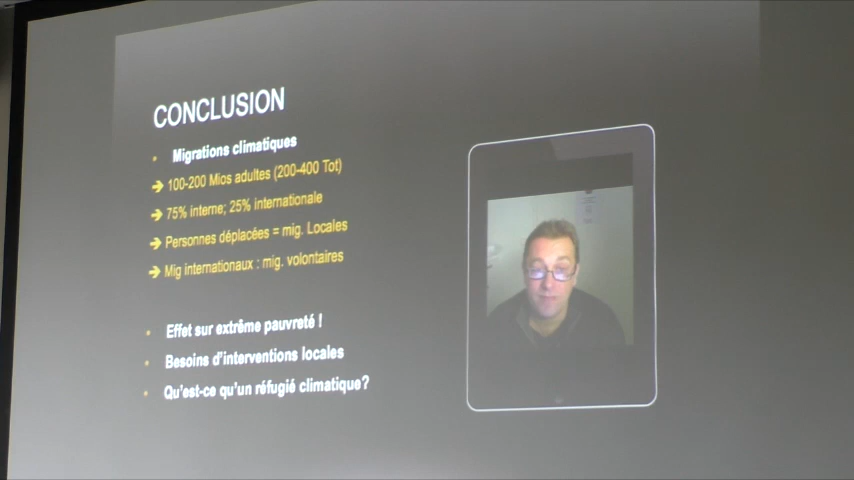 CONCLUSION
• Migrations climatiques
➔ 100-200 Mios adultes (200-400 Tot)
➔ 75% interne; 25% internationale
➔ Personnes déplacées = mig. Locales
➔ Mig internationaux : mig. volontaires
• Effet sur extrême pauvreté !
• Besoins d'interventions locales
• Qu'est-ce qu'un réfugié climatique?